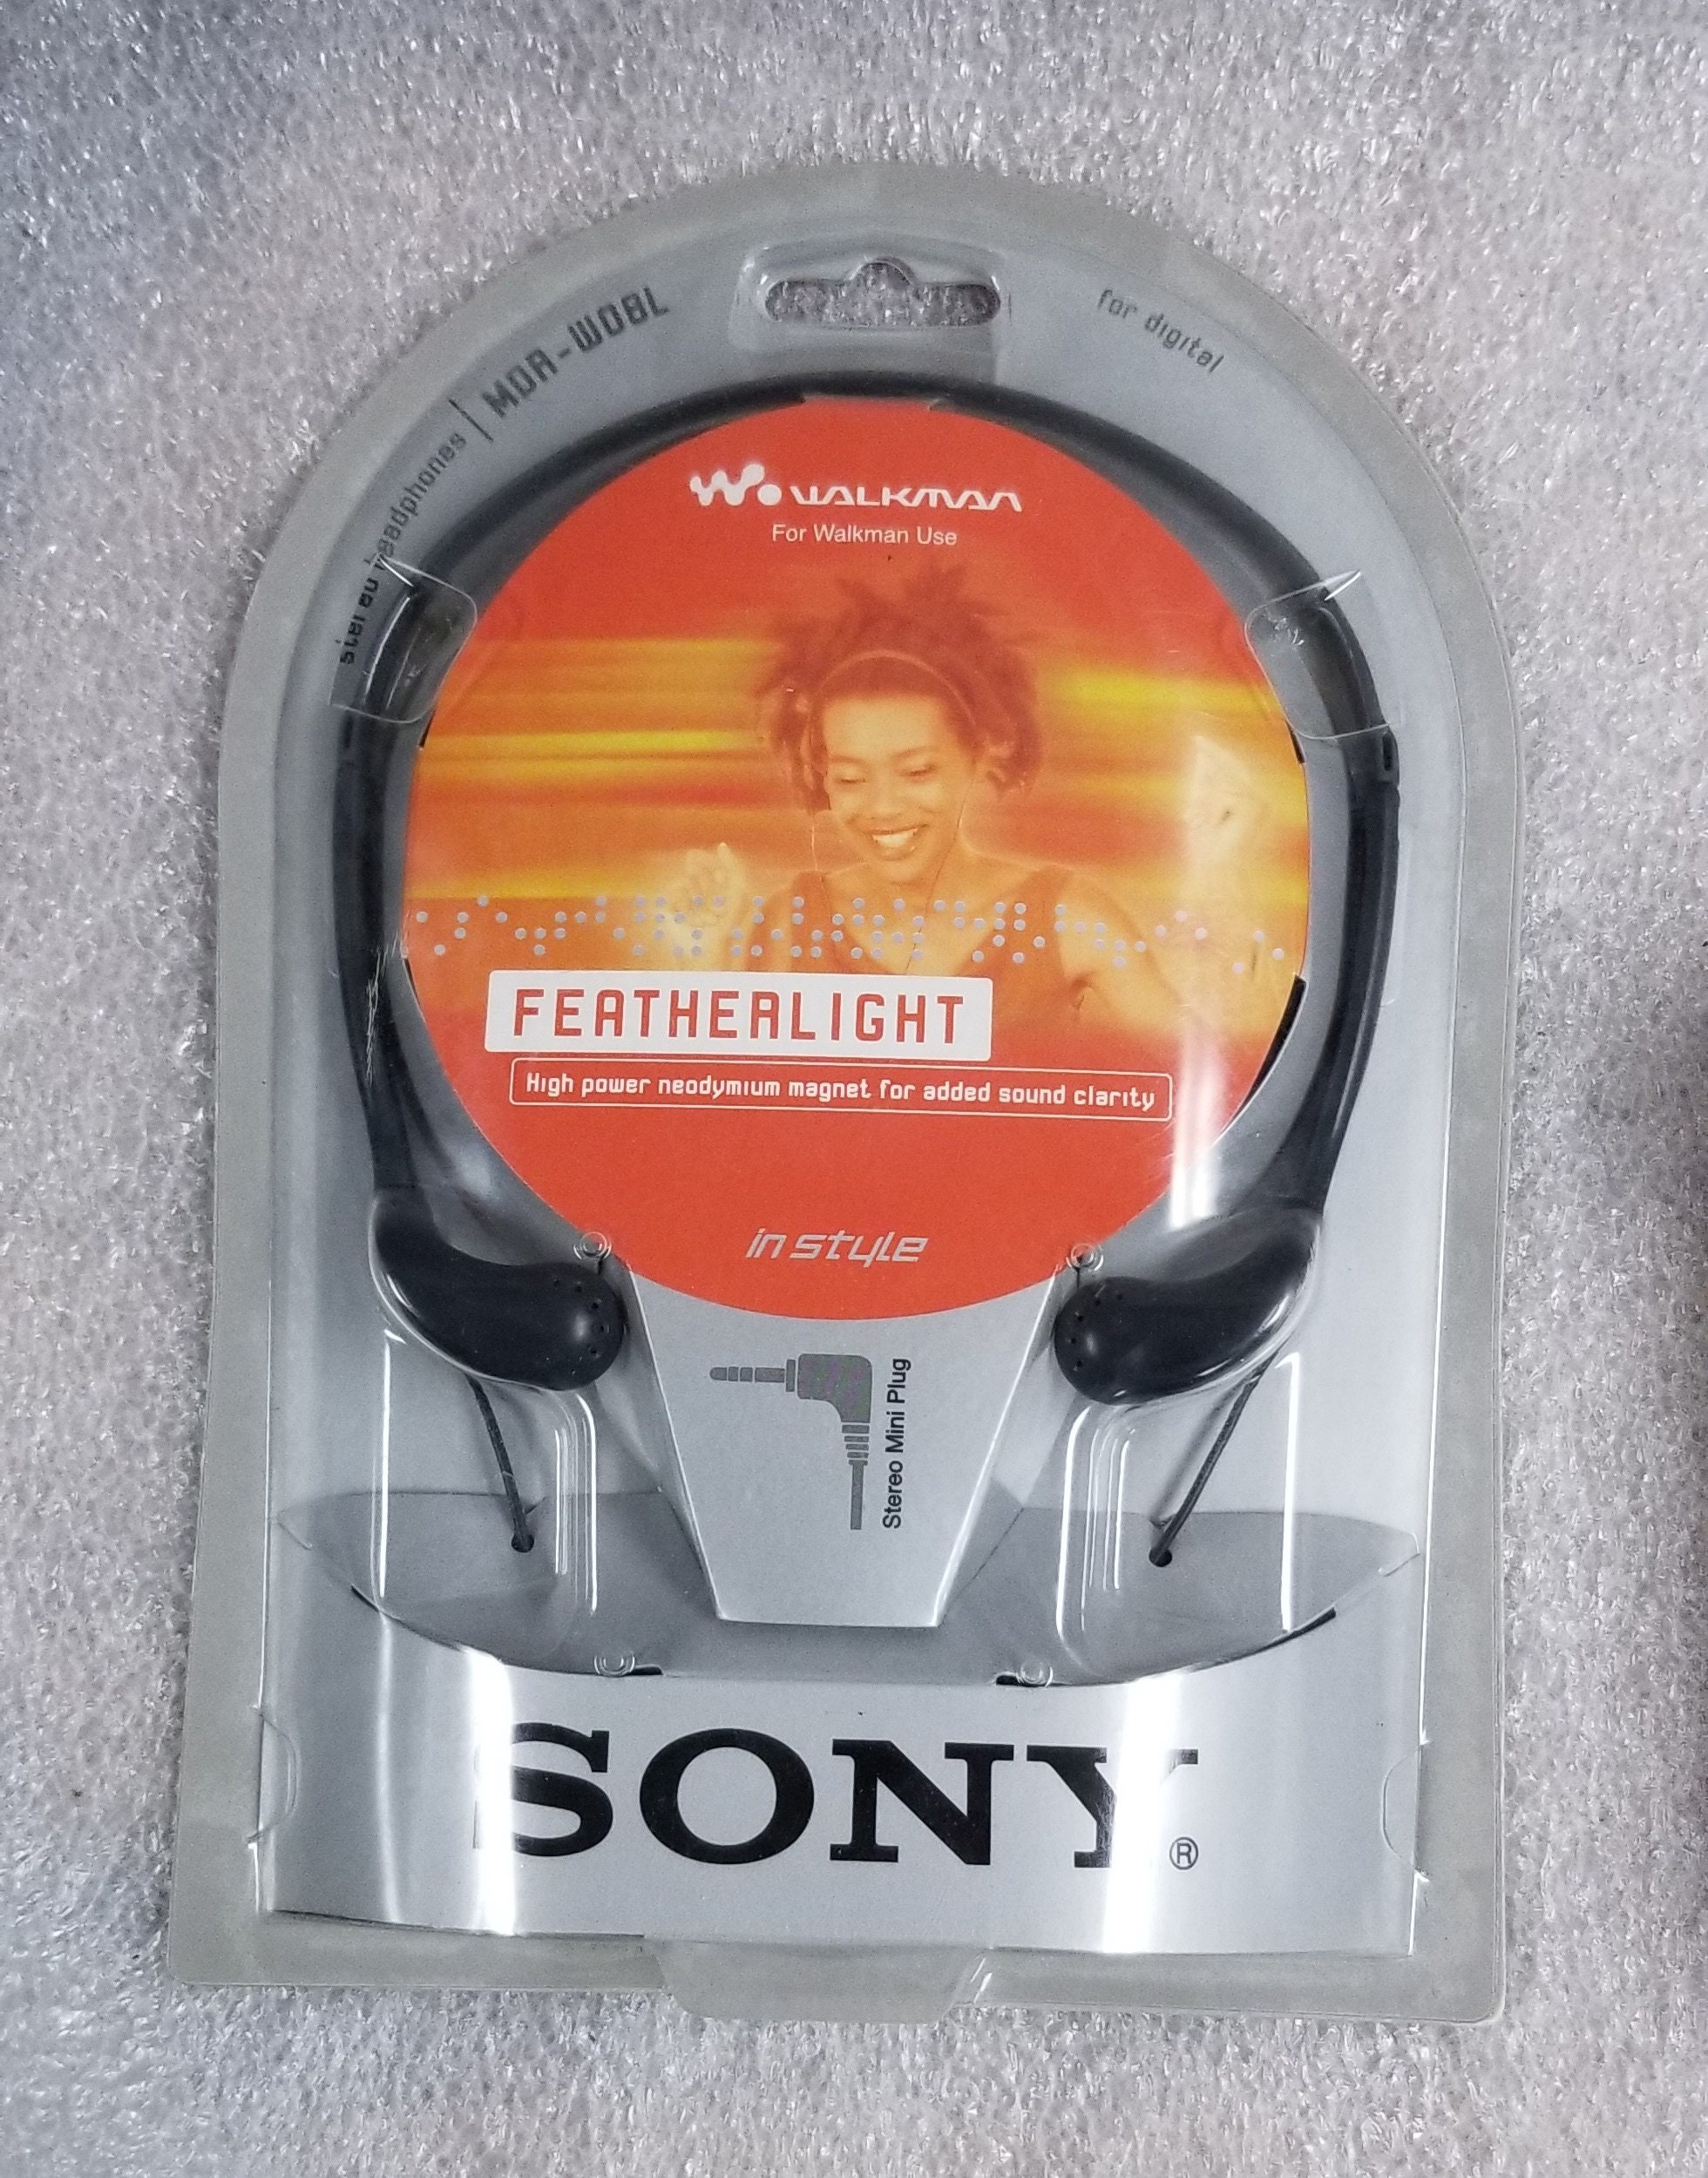 stereo headphones | MDR-W08L
for digital
WALKMAN
For Walkman Use
FEATHERLIGHT
High power neodymium magnet for added sound clarity
in style
Stereo Mini Plug
SONY®